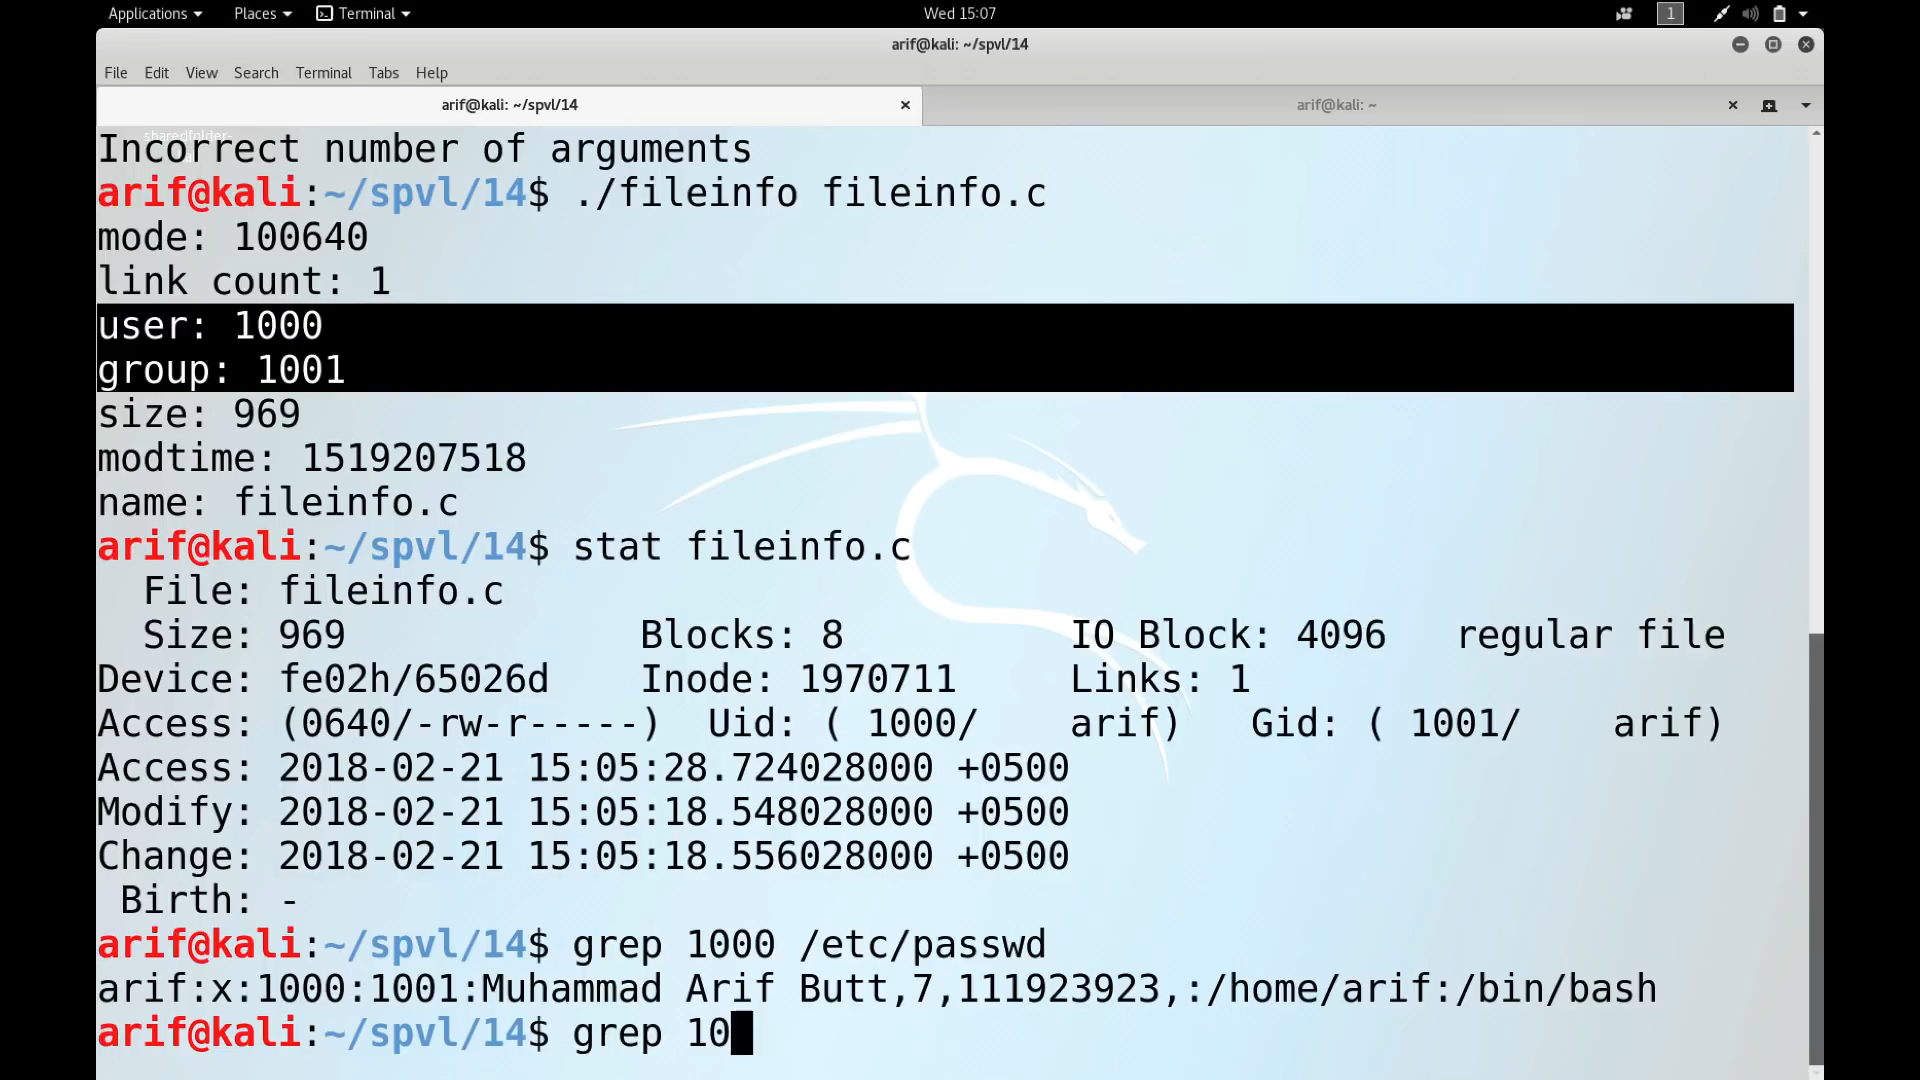 Applications Places Terminal Wed 15:07 1
arif@kali: ~/spvl/14
File Edit View Search Terminal Tabs Help
arif@kali: ~/spvl/14 arif@kali: ~
sharedfolder-
Incorrect number of arguments
arif@kali:~/spvl/14$ ./fileinfo fileinfo.c
mode: 100640
link count: 1
user: 1000
group: 1001
size: 969
modtime: 1519207518
name: fileinfo.c
arif@kali:~/spvl/14$ stat fileinfo.c
File: fileinfo.c
Size: 969 Blocks: 8 IO Block: 4096 regular file
Device: fe02h/65026d Inode: 1970711 Links: 1
Access: (0640/-rw-r-----) Uid: ( 1000/ arif) Gid: ( 1001/ arif)
Access: 2018-02-21 15:05:28.724028000 +0500
Modify: 2018-02-21 15:05:18.548028000 +0500
Change: 2018-02-21 15:05:18.556028000 +0500
Birth: -
arif@kali:~/spvl/14$ grep 1000 /etc/passwd
arif:x:1000:1001:Muhammad Arif Butt,7,111923923,:/home/arif:/bin/bash
arif@kali:~/spvl/14$ grep 10